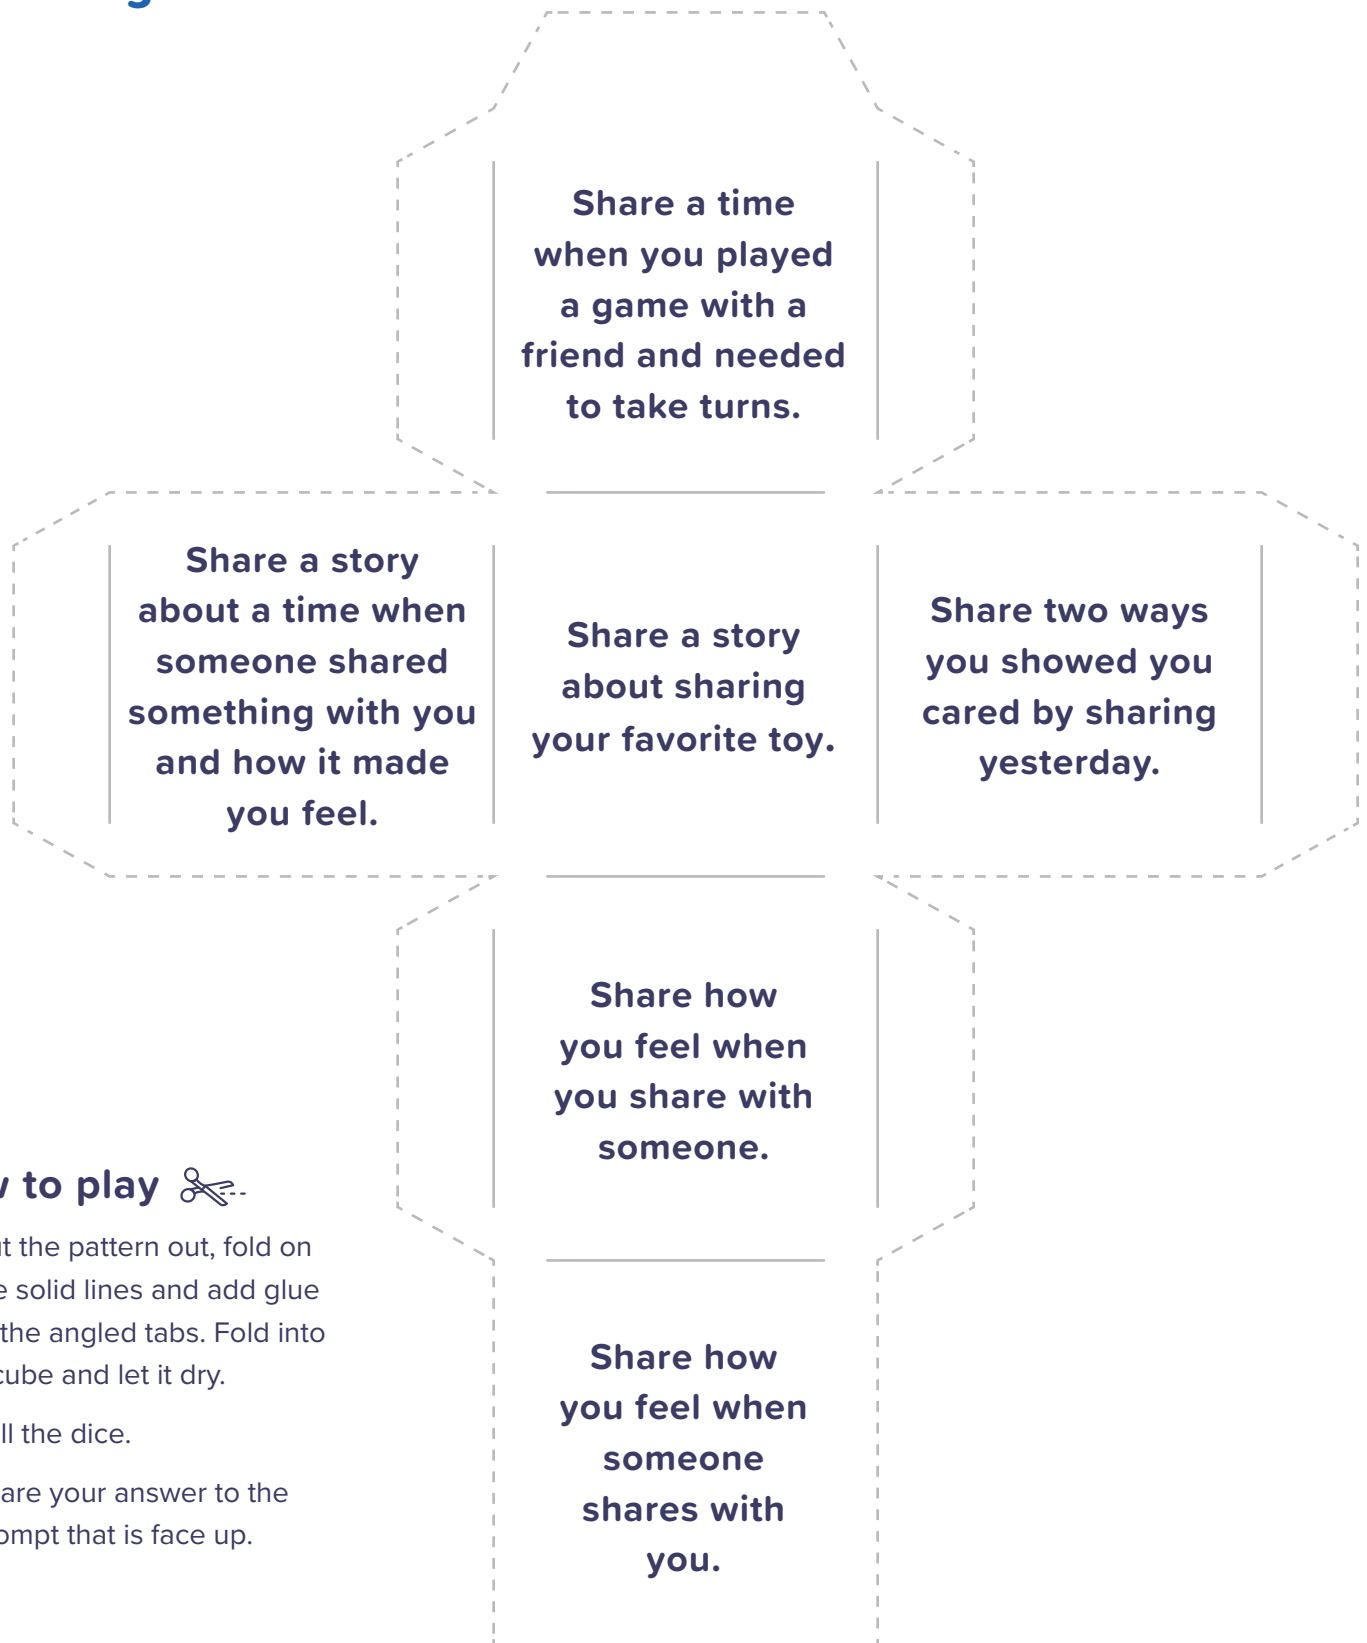 Share a time
when you played
a game with a
friend and needed
to take turns.
Share a story
about a time when
someone shared
something with you
and how it made
you feel.
Share a story
about sharing
your favorite toy.
Share two ways
you showed you
cared by sharing
yesterday.
Share how
you feel when
you share with
someone.
to play
the pattern out, fold on
solid lines and add glue
the angled tabs. Fold into
cube and let it dry.
the dice.
your answer to the
that is face up.
Share how
you feel when
someone
shares with
you.